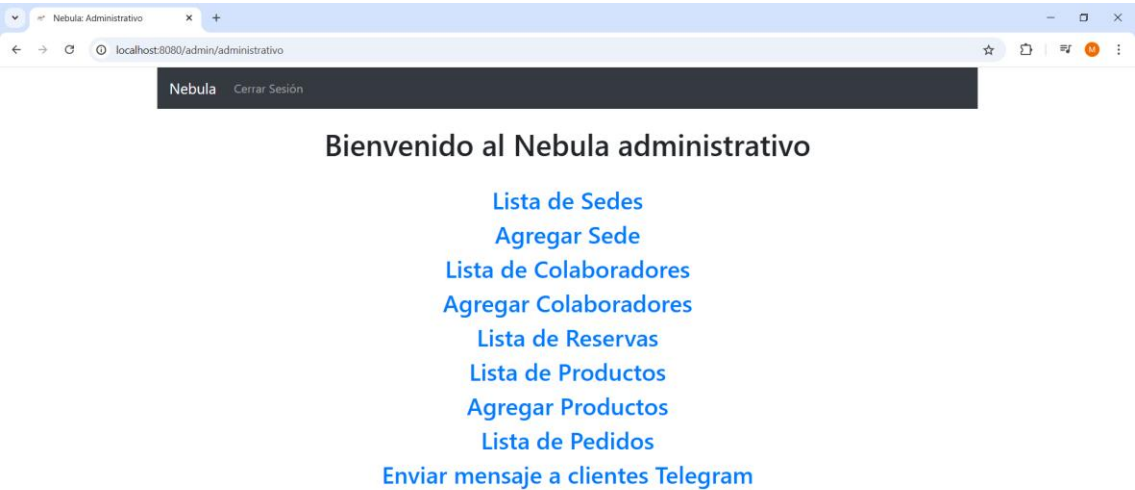 Nebula: Administrativo
localhost:8080/admin/administrativo
M
Nebula Cerrar Sesión
Bienvenido al Nebula administrativo
Lista de Sedes
Agregar Sede
Lista de Colaboradores
Agregar Colaboradores
Lista de Reservas
Lista de Productos
Agregar Productos
Lista de Pedidos
Enviar mensaje a clientes Telegram